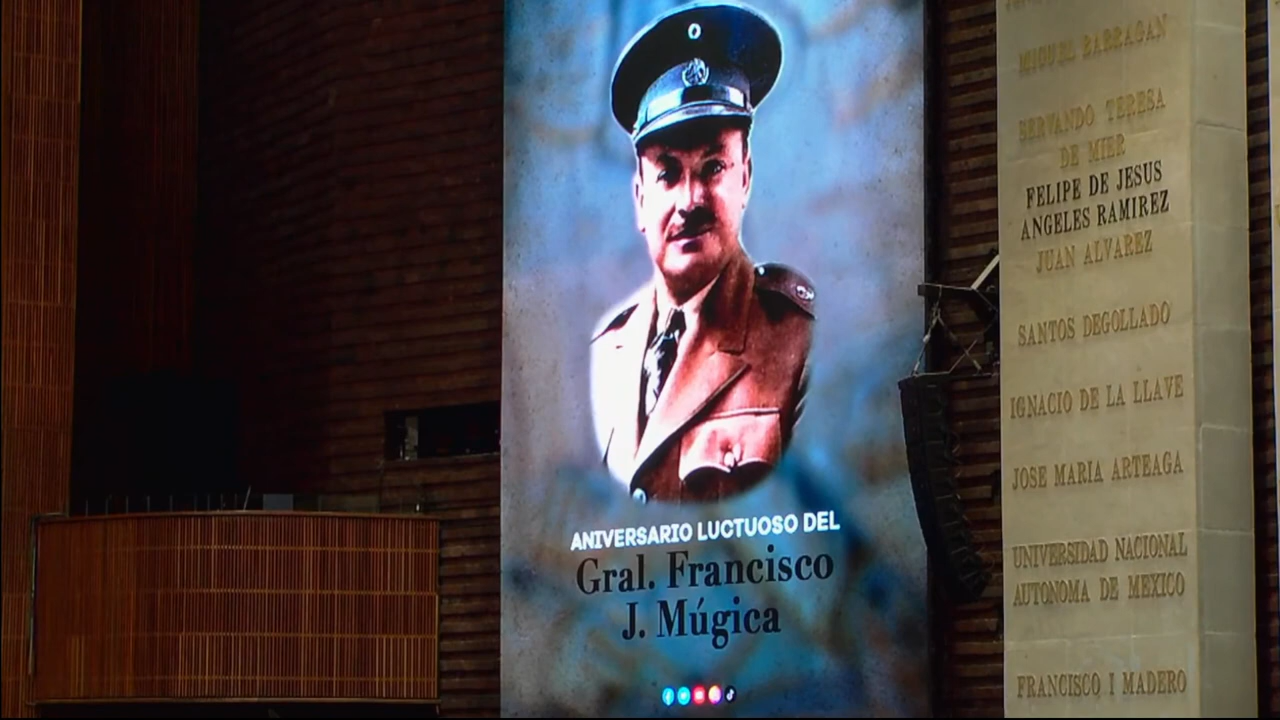 ANIVERSARIO LUCTUOSO DEL
Gral. Francisco
J. Múgica
MIGUEL BARRAGAN
SERVANDO TERESA
DE MIER
FELIPE DE JESUS
ANGELES RAMIREZ
JUAN ALVAREZ
SANTOS DEGOLLADO
IGNACIO DE LA LLAVE
JOSE MARIA ARTEAGA
UNIVERSIDAD NACIONAL
AUTONOMA DE MEXICO
FRANCISCO I MADERO